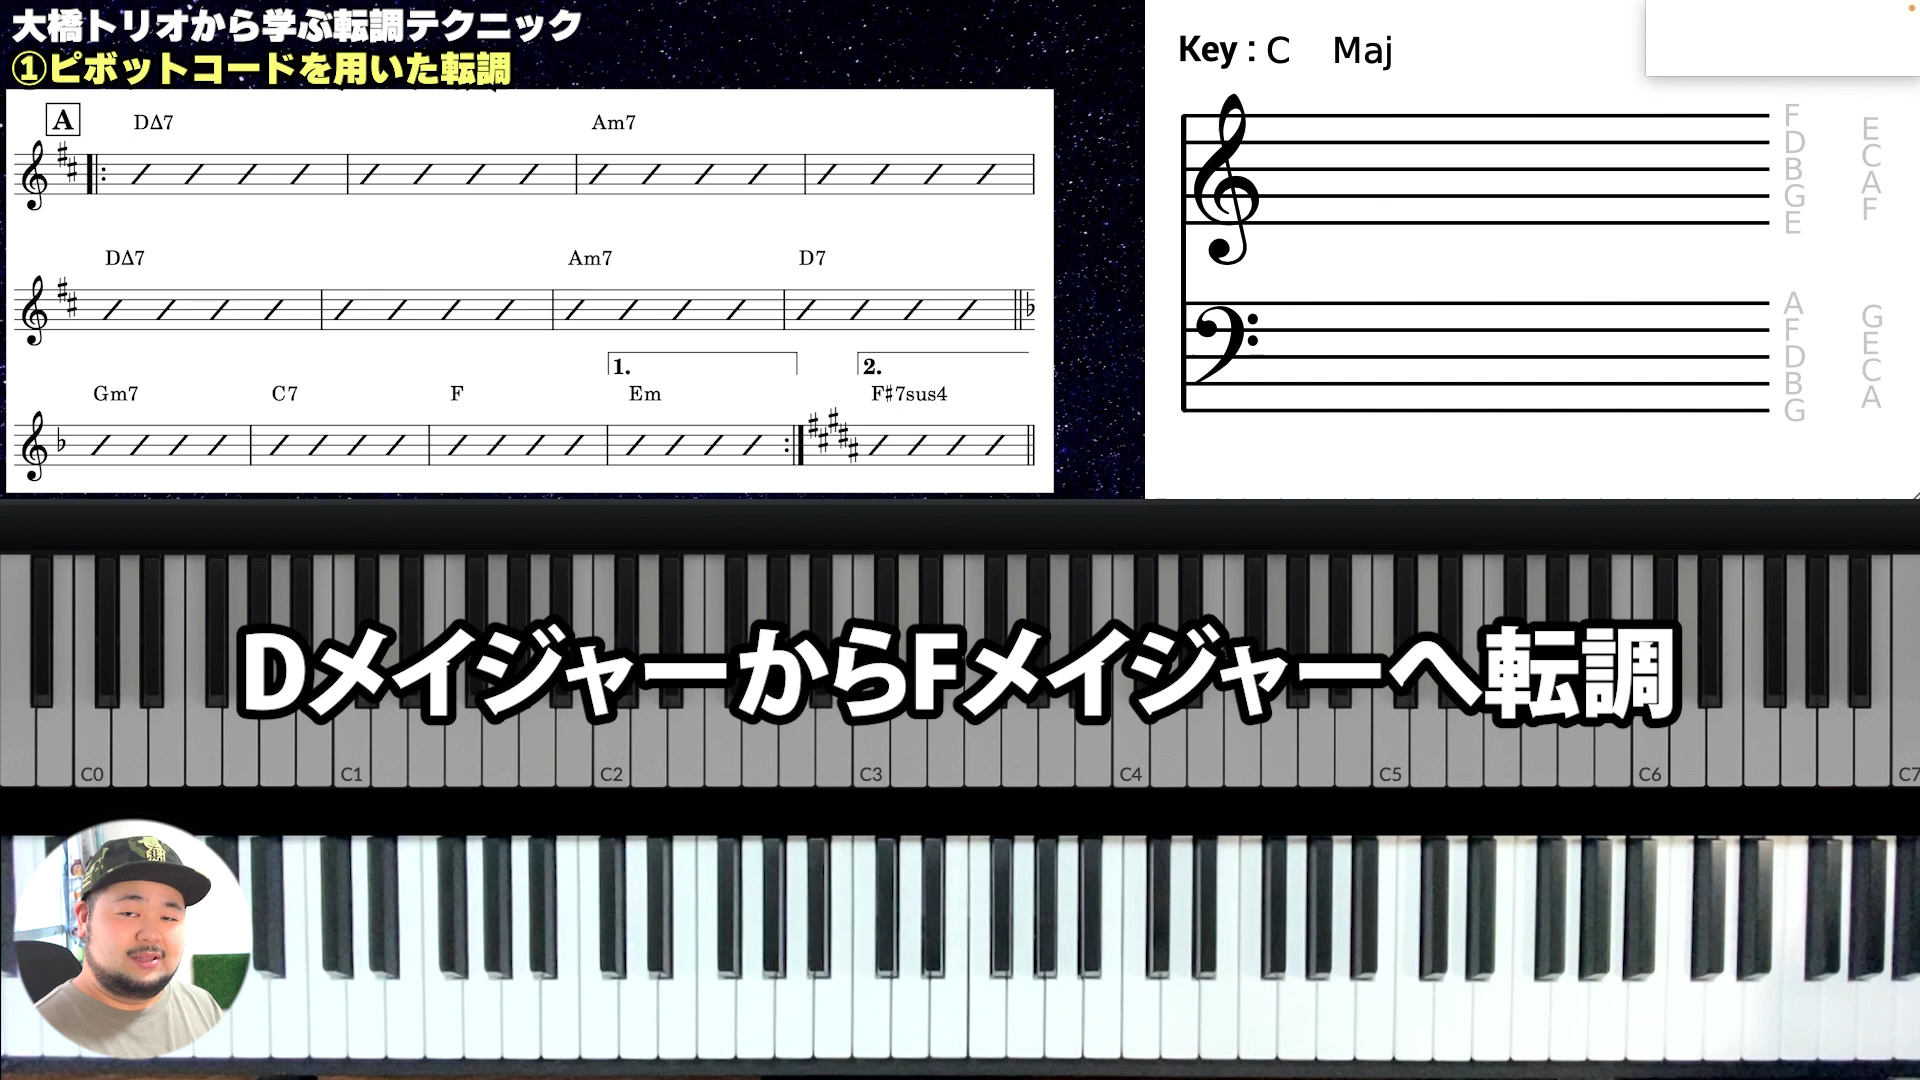 大橋トリオから学ぶ転調テクニック
①ピボットコードを用いた転調
A
DΔ7 Am7
DΔ7 Am7 D7
1. 2.
Gm7 C7 F Em F♯7sus4
Key : C Maj
F
D
B
G
E
E
C
A
F
A
F
D
B
G
G
E
C
A
DメイジャーからFメイジャーへ転調
C0 C1 C2 C3 C4 C5 C6 C7